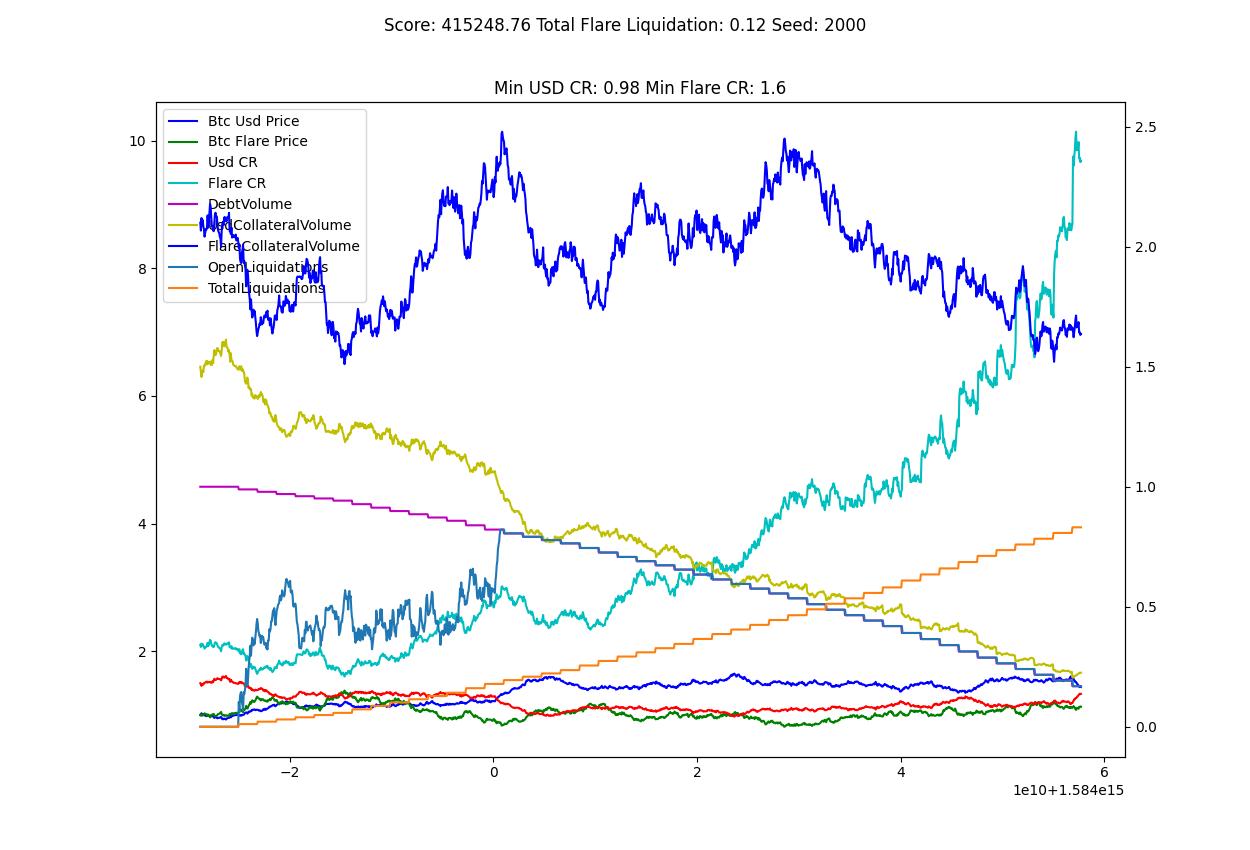 Score: 415248.76 Total Flare Liquidation: 0.12 Seed: 2000
Min USD CR: 0.98 Min Flare CR: 1.6
Btc Usd Price
Btc Flare Price
Usd CR
Flare CR
DebtVolume
UsdCollateralVolume
FlareCollateralVolume
OpenLiquidations
TotalLiquidations
10
8
6
4
2
2.5
2.0
1.5
1.0
0.5
0.0
−2
0
2
4
6
1e10+1.584e15